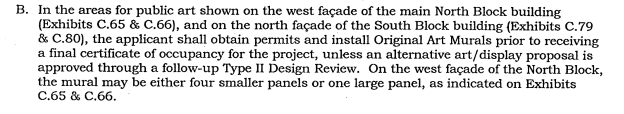 B. In the areas for public art shown on the west façade of the main North Block building
(Exhibits C.65 & C.66), and on the north façade of the South Block building (Exhibits C.79
& C.80), the applicant shall obtain permits and install Original Art Murals prior to receiving
a final certificate of occupancy for the project, unless an alternative art/display proposal is
approved through a follow-up Type II Design Review.  On the west façade of the North Block,
the mural may be either four smaller panels or one large panel, as indicated on Exhibits
C.65 & C.66.